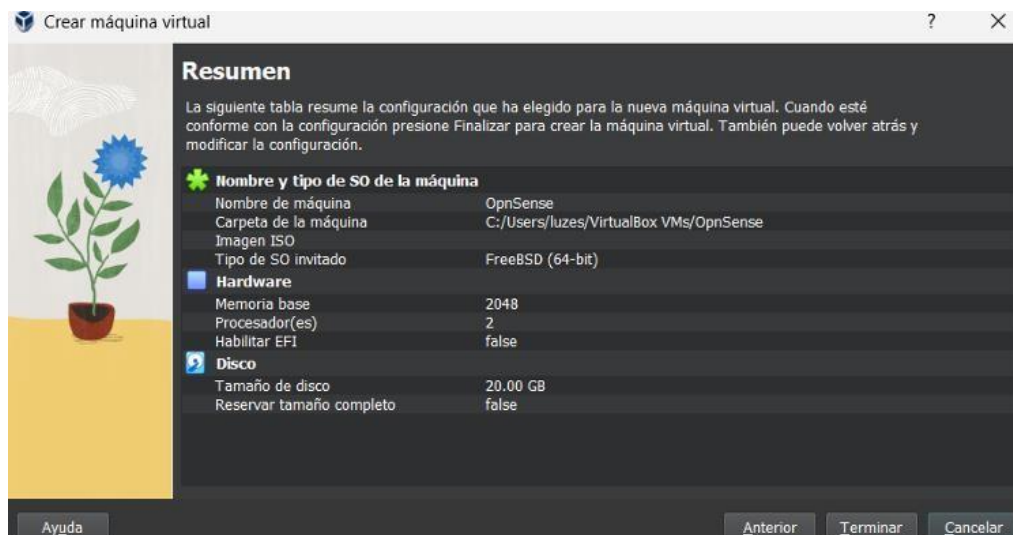 Crear máquina virtual
?
Resumen
La siguiente tabla resume la configuración que ha elegido para la nueva máquina virtual. Cuando esté
conforme con la configuración presione Finalizar para crear la máquina virtual. También puede volver atrás y
modificar la configuración.
Nombre y tipo de SO de la máquina
Nombre de máquina OpnSense
Carpeta de la máquina C:/Users/luzes/VirtualBox VMs/OpnSense
Imagen ISO
Tipo de SO invitado FreeBSD (64-bit)
Hardware
Memoria base 2048
Procesador(es) 2
Habilitar EFI false
Disco
Tamaño de disco 20.00 GB
Reservar tamaño completo false
Ayuda Anterior Terminar Cancelar